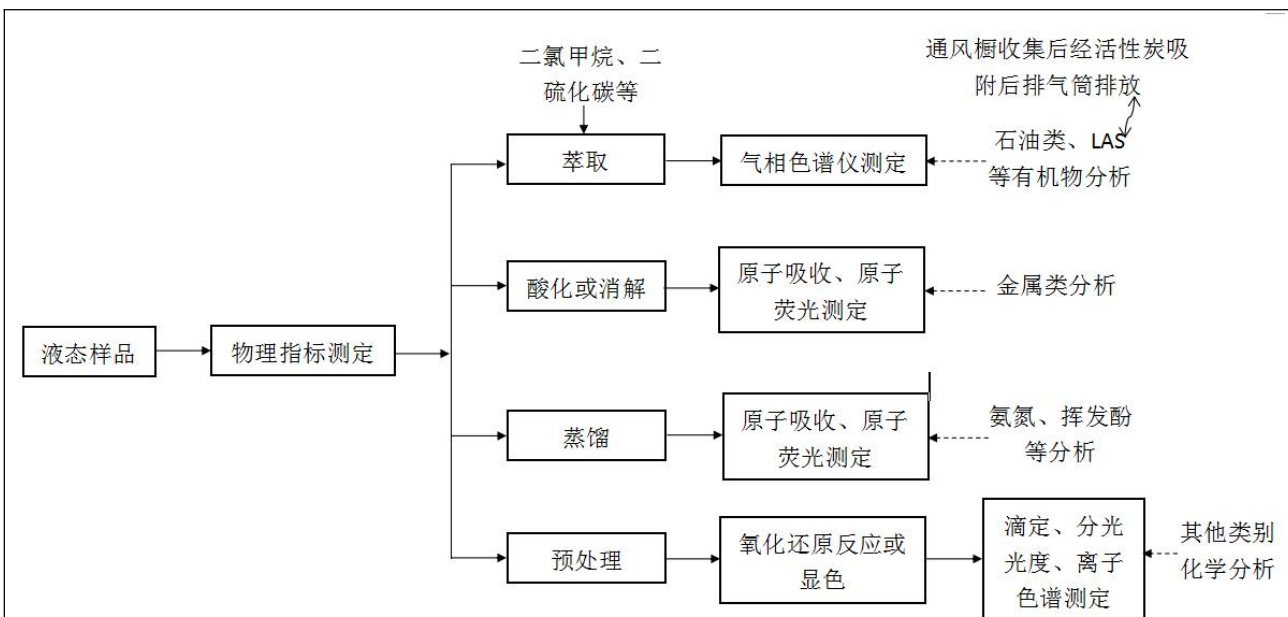 二氯甲烷、二
硫化碳等
通风橱收集后经活性炭吸
附后排气筒排放
萃取
气相色谱仪测定
石油类、LAS
等有机物分析
酸化或消解
原子吸收、原子
荧光测定
金属类分析
液态样品
物理指标测定
蒸馏
原子吸收、原子
荧光测定
氨氮、挥发酚
等分析
预处理
氧化还原反应或
显色
滴定、分光
光度、离子
色谱测定
其他类别
化学分析